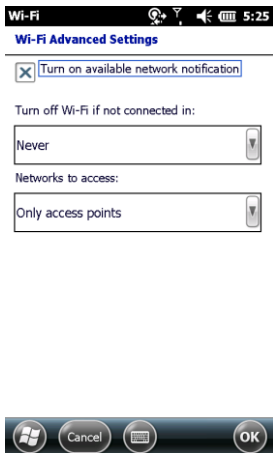 Wi-Fi 5:25
Wi-Fi Advanced Settings
Turn on available network notification
Turn off Wi-Fi if not connected in:
Never
Networks to access:
Only access points
Cancel OK